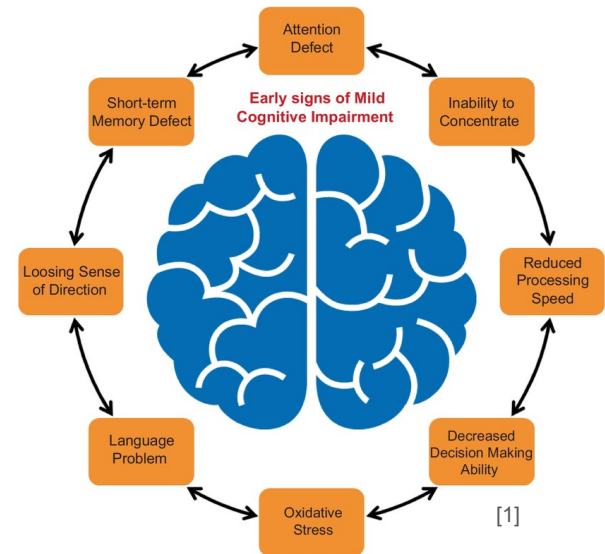 Attention
Defect
Early signs of Mild
Cognitive Impairment
Short-term
Memory Defect
Inability to
Concentrate
Loosing Sense
of Direction
Reduced
Processing
Speed
Language
Problem
Decreased
Decision Making
Ability
Oxidative
Stress
[1]